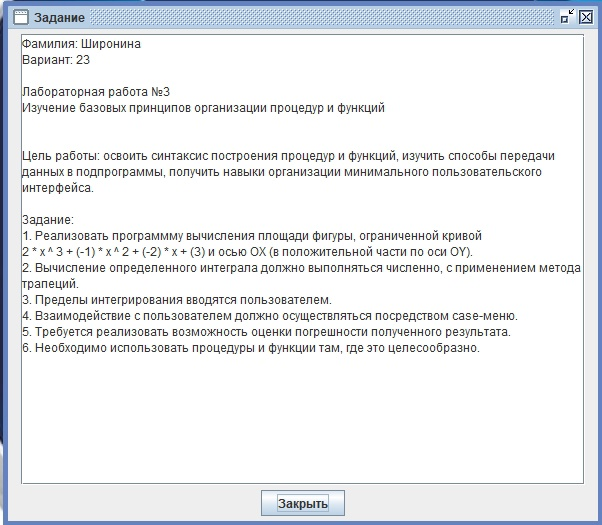 Задание
Фамилия: Широнина
Вариант: 23
Лабораторная работа №3
Изучение базовых принципов организации процедур и функций
Цель работы: освоить синтаксис построения процедур и функций, изучить способы передачи
данных в подпрограммы, получить навыки организации минимального пользовательского
интерфейса.
Задание:
1. Реализовать программму вычисления площади фигуры, ограниченной кривой
2 * x ^ 3 + (-1) * x ^ 2 + (-2) * x + (3) и осью OX (в положительной части по оси OY).
2. Вычисление определенного интеграла должно выполняться численно, с применением метода
трапеций.
3. Пределы интегрирования вводятся пользователем.
4. Взаимодействие с пользователем должно осуществляться посредством case-меню.
5. Требуется реализовать возможность оценки погрешности полученного результата.
6. Необходимо использовать процедуры и функции там, где это целесообразно.
Закрыть